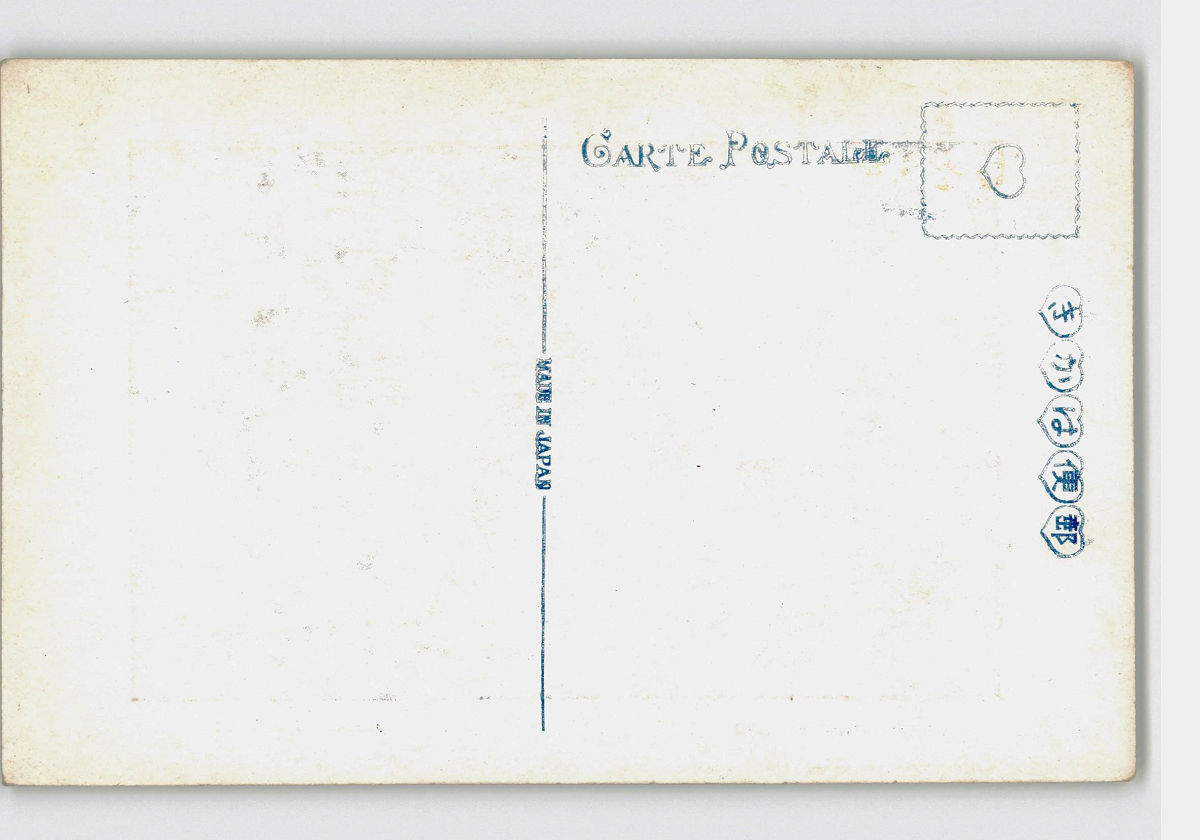 CARTE POSTALE
MADE IN JAPAN
郵便はかき